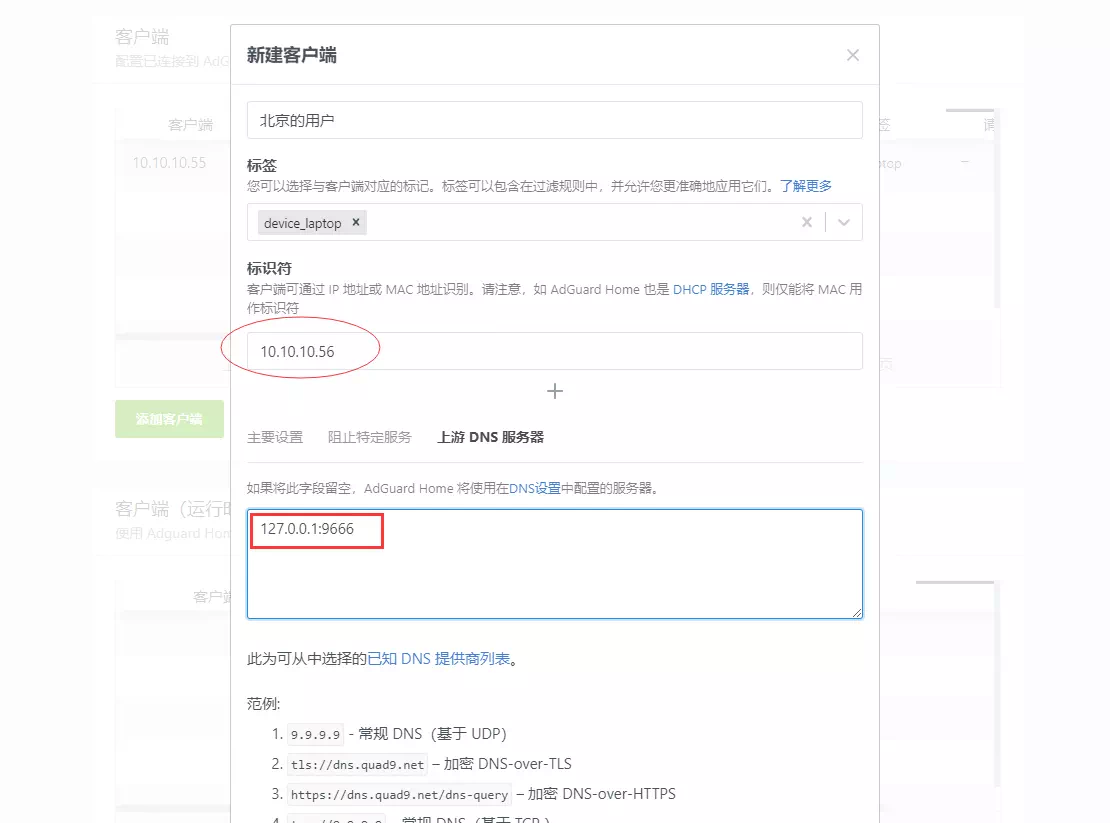 客户端
新建客户端
配置已连接到 AdG
北京的用户
客户端
签
请
10.10.10.55
ptop
–
标签
您可以选择与客户端对应的标记。标签可以包含在过滤规则中，并允许您更准确地应用它们。了解更多
device_laptop ×
标识符
客户端可通过 IP 地址或 MAC 地址识别。请注意，如 AdGuard Home 也是 DHCP 服务器，则仅能将 MAC 用
作标识符
10.10.10.56
页
添加客户端
主要设置 阻止特定服务 上游 DNS 服务器
如果将此字段留空，AdGuard Home 将使用在DNS设置中配置的服务器。
客户端（运行时
127.0.0.1:9666
使用 Adguard Hom
客户端
此为可从中选择的已知 DNS 提供商列表。
范例:
1. 9.9.9.9 - 常规 DNS（基于 UDP）
2. tls://dns.quad9.net – 加密 DNS-over-TLS
3. https://dns.quad9.net/dns-query – 加密 DNS-over-HTTPS